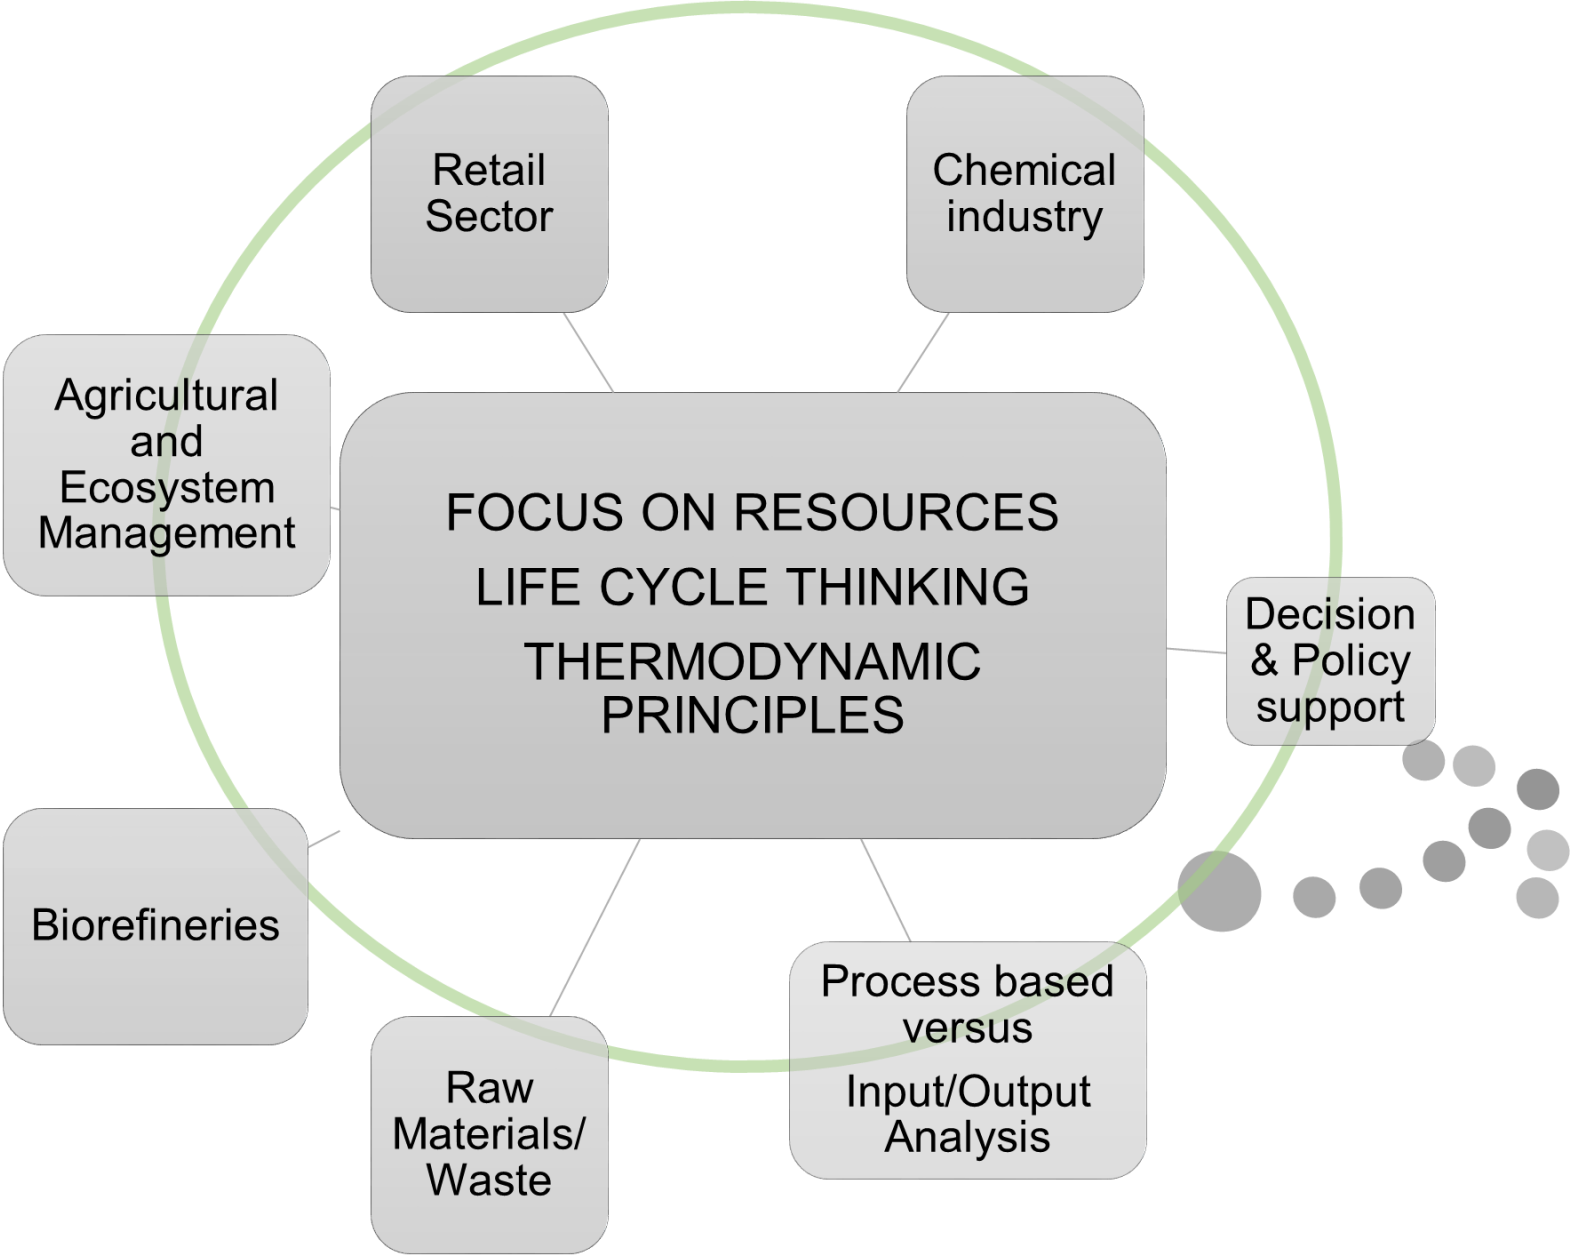 Retail
Sector
Chemical
industry
Agricultural
and
Ecosystem
Management
FOCUS ON RESOURCES
LIFE CYCLE THINKING
THERMODYNAMIC
PRINCIPLES
Decision
& Policy
support
Biorefineries
Raw
Materials/
Waste
Process based
versus
Input/Output
Analysis